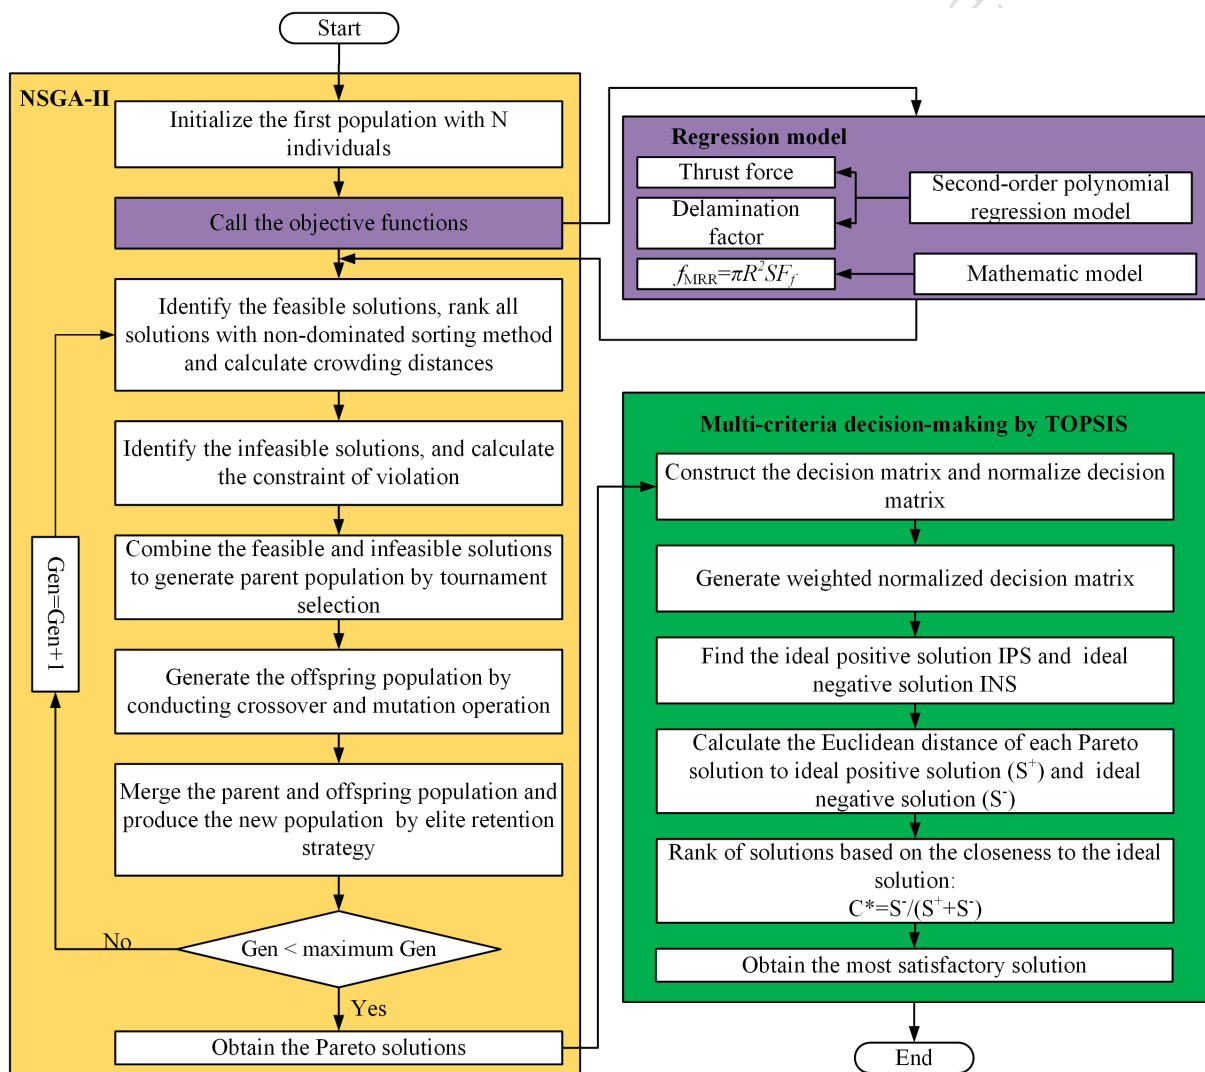 Start
NSGA-II
Initialize the first population with N
individuals
Call the objective functions
Identify the feasible solutions, rank all
solutions with non-dominated sorting method
and calculate crowding distances
Identify the infeasible solutions, and calculate
the constraint of violation
Combine the feasible and infeasible solutions
to generate parent population by tournament
selection
Generate the offspring population by
conducting crossover and mutation operation
Merge the parent and offspring population and
produce the new population by elite retention
strategy
Gen < maximum Gen
No
Yes
Gen=Gen+1
Obtain the Pareto solutions
Regression model
Thrust force
Delamination
factor
f_MRR=πR²SF_f
Second-order polynomial
regression model
Mathematic model
Multi-criteria decision-making by TOPSIS
Construct the decision matrix and normalize decision
matrix
Generate weighted normalized decision matrix
Find the ideal positive solution IPS and ideal
negative solution INS
Calculate the Euclidean distance of each Pareto
solution to ideal positive solution (S⁺) and ideal
negative solution (S⁻)
Rank of solutions based on the closeness to the ideal
solution:
C*=S⁻/(S⁺+S⁻)
Obtain the most satisfactory solution
End